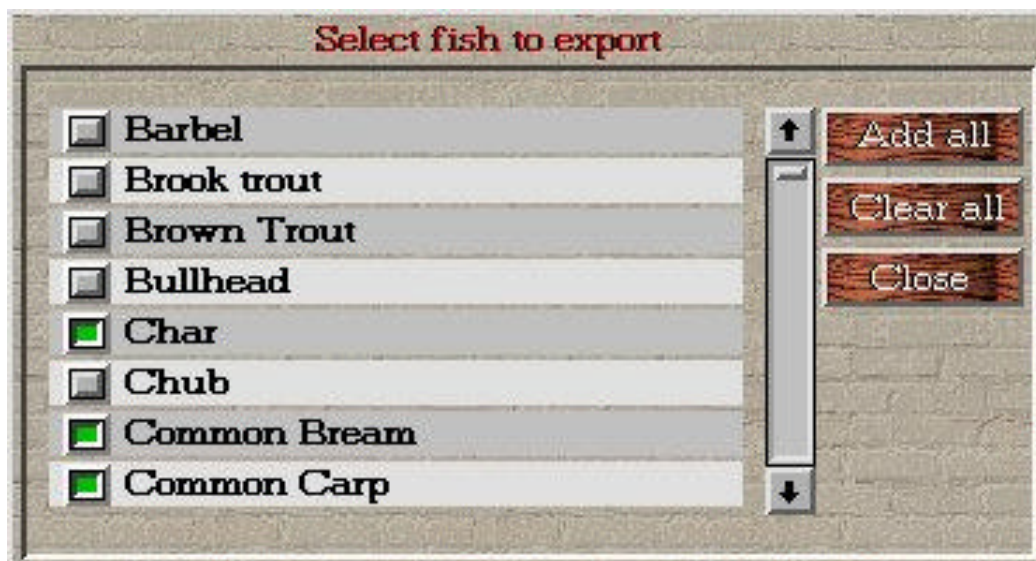 Select fish to export
Barbel
Brook trout
Brown Trout
Bullhead
Char
Chub
Common Bream
Common Carp
Add all
Clear all
Close